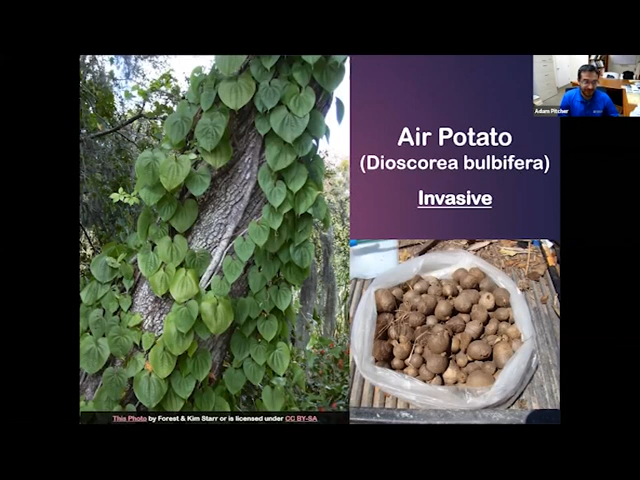 Adam Pitcher
Air Potato
(Dioscorea bulbifera)
Invasive
This Photo by Forest & Kim Starr or is licensed under CC BY-SA